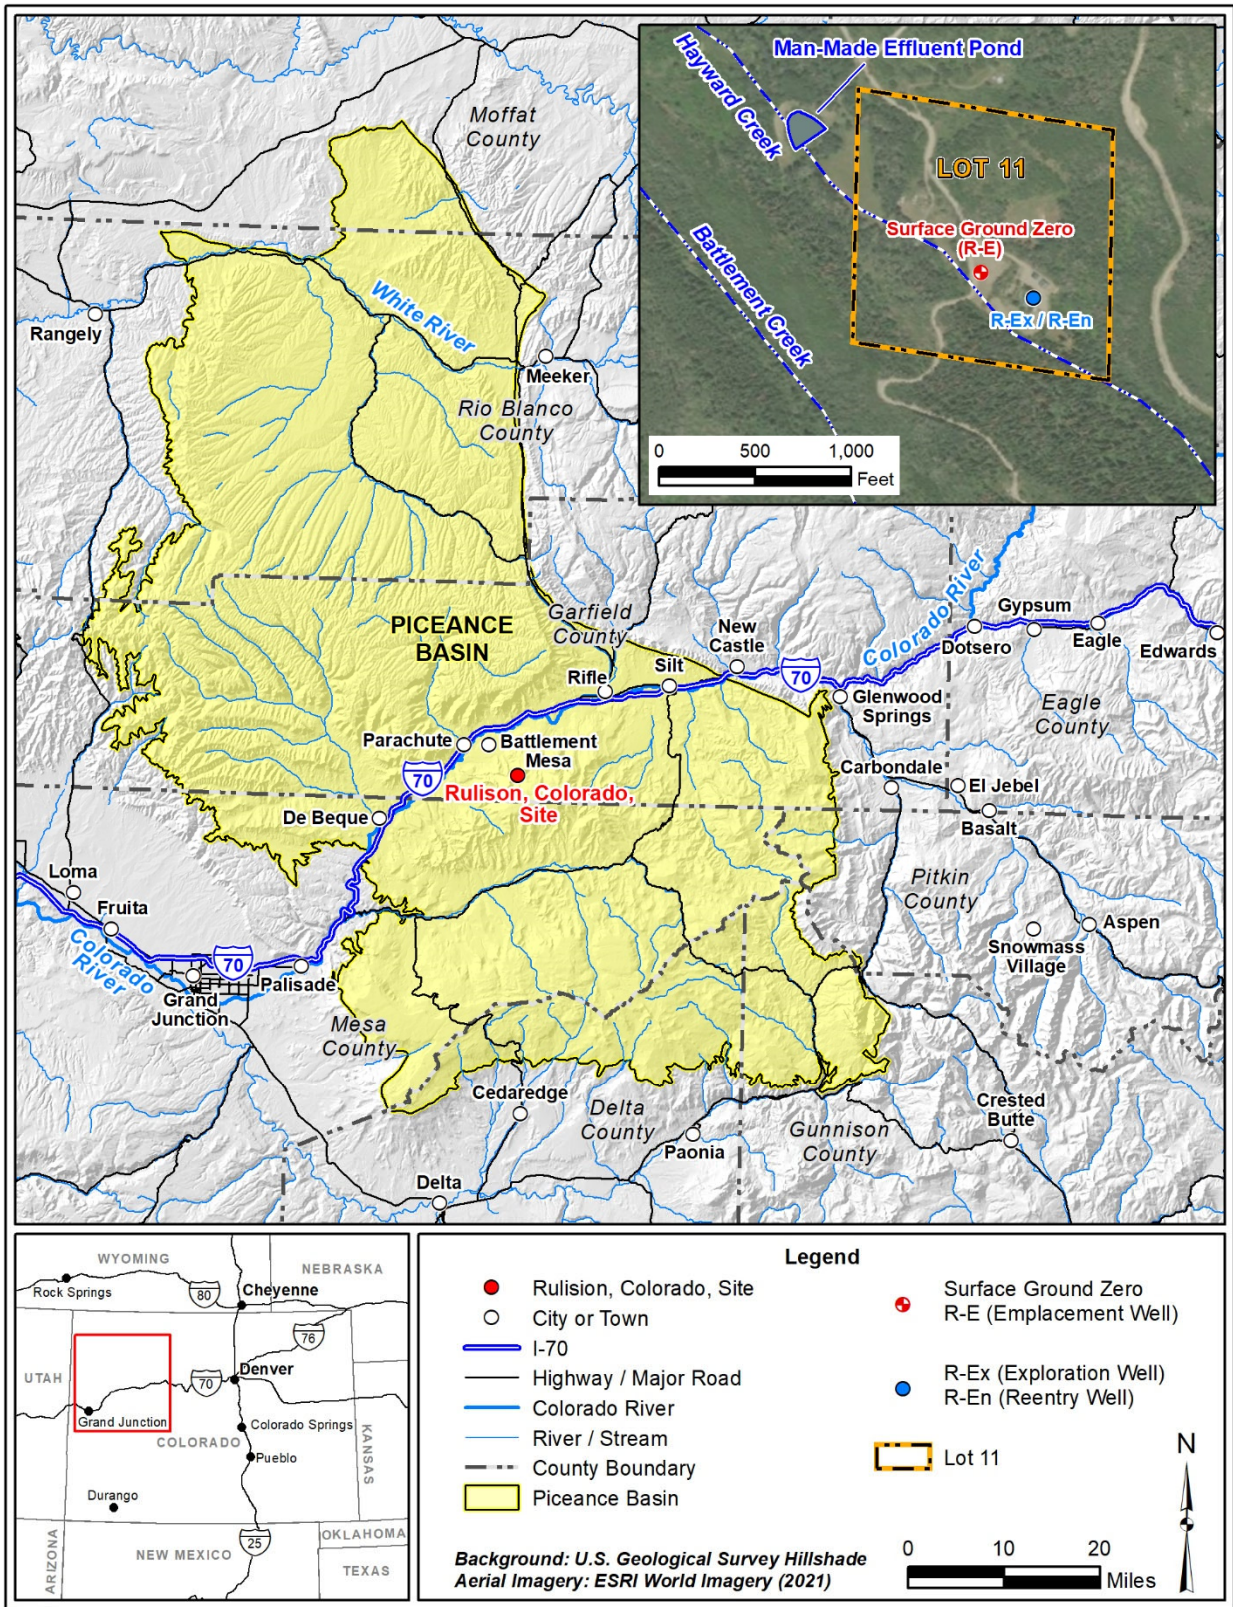 Moffat
County
White River
Rangely
Meeker
Rio Blanco
County
Man-Made Effluent Pond
Hayward Creek
LOT 11
Surface Ground Zero
(R-E)
Battlement Creek
R-Ex / R-En
0 500 1,000
Feet
Garfield
County
PICEANCE
BASIN
New
Castle
Silt
Rifle
70
Colorado River
Gypsum
Dotsero
Eagle
Edwards
Glenwood
Springs
Eagle
County
Parachute
Battlement
Mesa
70
Rulison, Colorado,
Site
Carbondale
El Jebel
Basalt
De Beque
Loma
Fruita
Colorado
River
70
Grand
Junction
Palisade
Mesa
County
Pitkin
County
Aspen
Snowmass
Village
Cedaredge
Delta
County
Paonia
Gunnison
County
Crested
Butte
Delta
WYOMING
NEBRASKA
Rock Springs
80
Cheyenne
76
UTAH
70
Denver
Grand Junction
COLORADO
Colorado Springs
Pueblo
KANSAS
Durango
25
ARIZONA
NEW MEXICO
OKLAHOMA
TEXAS
Legend
Rulision, Colorado, Site
City or Town
I-70
Highway / Major Road
Colorado River
River / Stream
County Boundary
Piceance Basin
Surface Ground Zero
R-E (Emplacement Well)
R-Ex (Exploration Well)
R-En (Reentry Well)
Lot 11
N
Background: U.S. Geological Survey Hillshade
Aerial Imagery: ESRI World Imagery (2021)
0 10 20
Miles